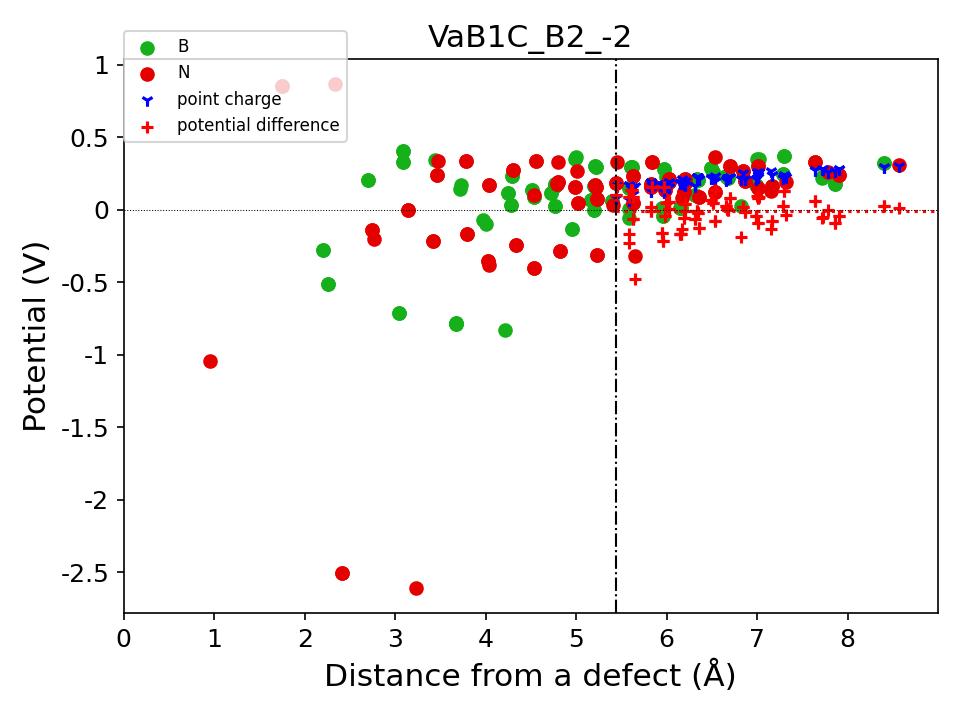 VaB1C_B2_-2
B
N
point charge
potential difference
1
0.5
0
-0.5
-1
-1.5
-2
-2.5
Potential (V)
0 1 2 3 4 5 6 7 8
Distance from a defect (Å)